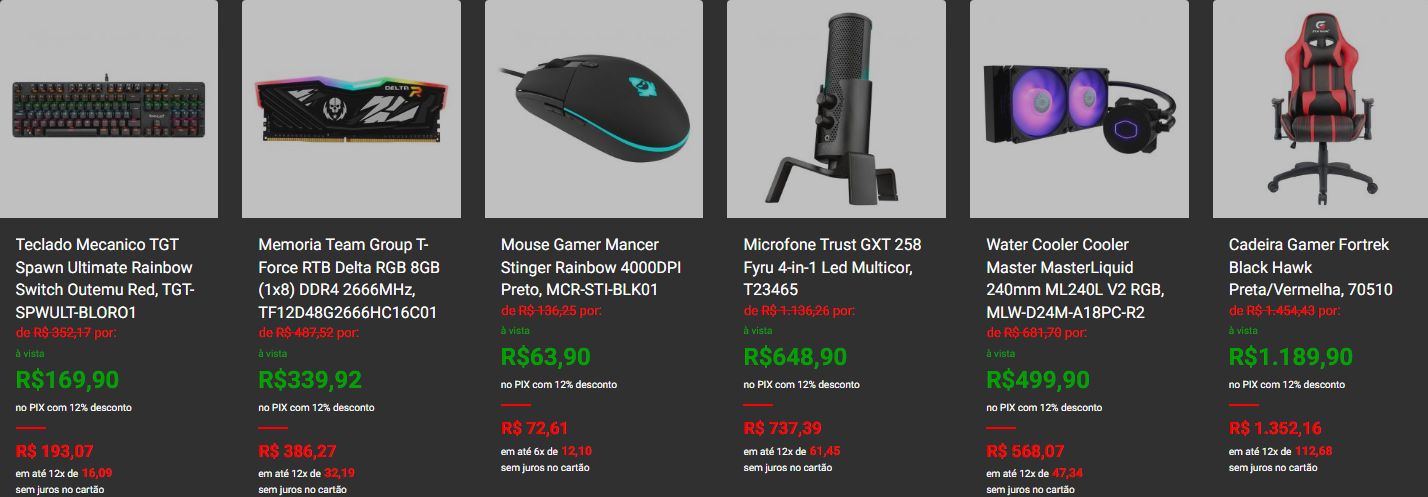 DELTA R
Teclado Mecanico TGT
Spawn Ultimate Rainbow
Switch Outemu Red, TGT-
SPWULT-BLORO1
de R$ 352,17 por:
à vista
R$169,90
no PIX com 12% desconto
R$ 193,07
em até 12x de 16,09
sem juros no cartão
Memoria Team Group T-
Force RTB Delta RGB 8GB
(1x8) DDR4 2666MHz,
TF12D48G2666HC16C01
de R$ 487,52 por:
à vista
R$339,92
no PIX com 12% desconto
R$ 386,27
em até 12x de 32,19
sem juros no cartão
Mouse Gamer Mancer
Stinger Rainbow 4000DPI
Preto, MCR-STI-BLK01
de R$ 136,25 por:
à vista
R$63,90
no PIX com 12% desconto
R$ 72,61
em até 6x de 12,10
sem juros no cartão
Microfone Trust GXT 258
Fyru 4-in-1 Led Multicor,
T23465
de R$ 1.136,26 por:
à vista
R$648,90
no PIX com 12% desconto
R$ 737,39
em até 12x de 61,45
sem juros no cartão
Water Cooler Cooler
Master MasterLiquid
240mm ML240L V2 RGB,
MLW-D24M-A18PC-R2
de R$ 681,70 por:
à vista
R$499,90
no PIX com 12% desconto
R$ 568,07
em até 12x de 47,34
sem juros no cartão
Cadeira Gamer Fortrek
Black Hawk
Preta/Vermelha, 70510
de R$ 1.454,43 por:
à vista
R$1.189,90
no PIX com 12% desconto
R$ 1.352,16
em até 12x de 112,68
sem juros no cartão